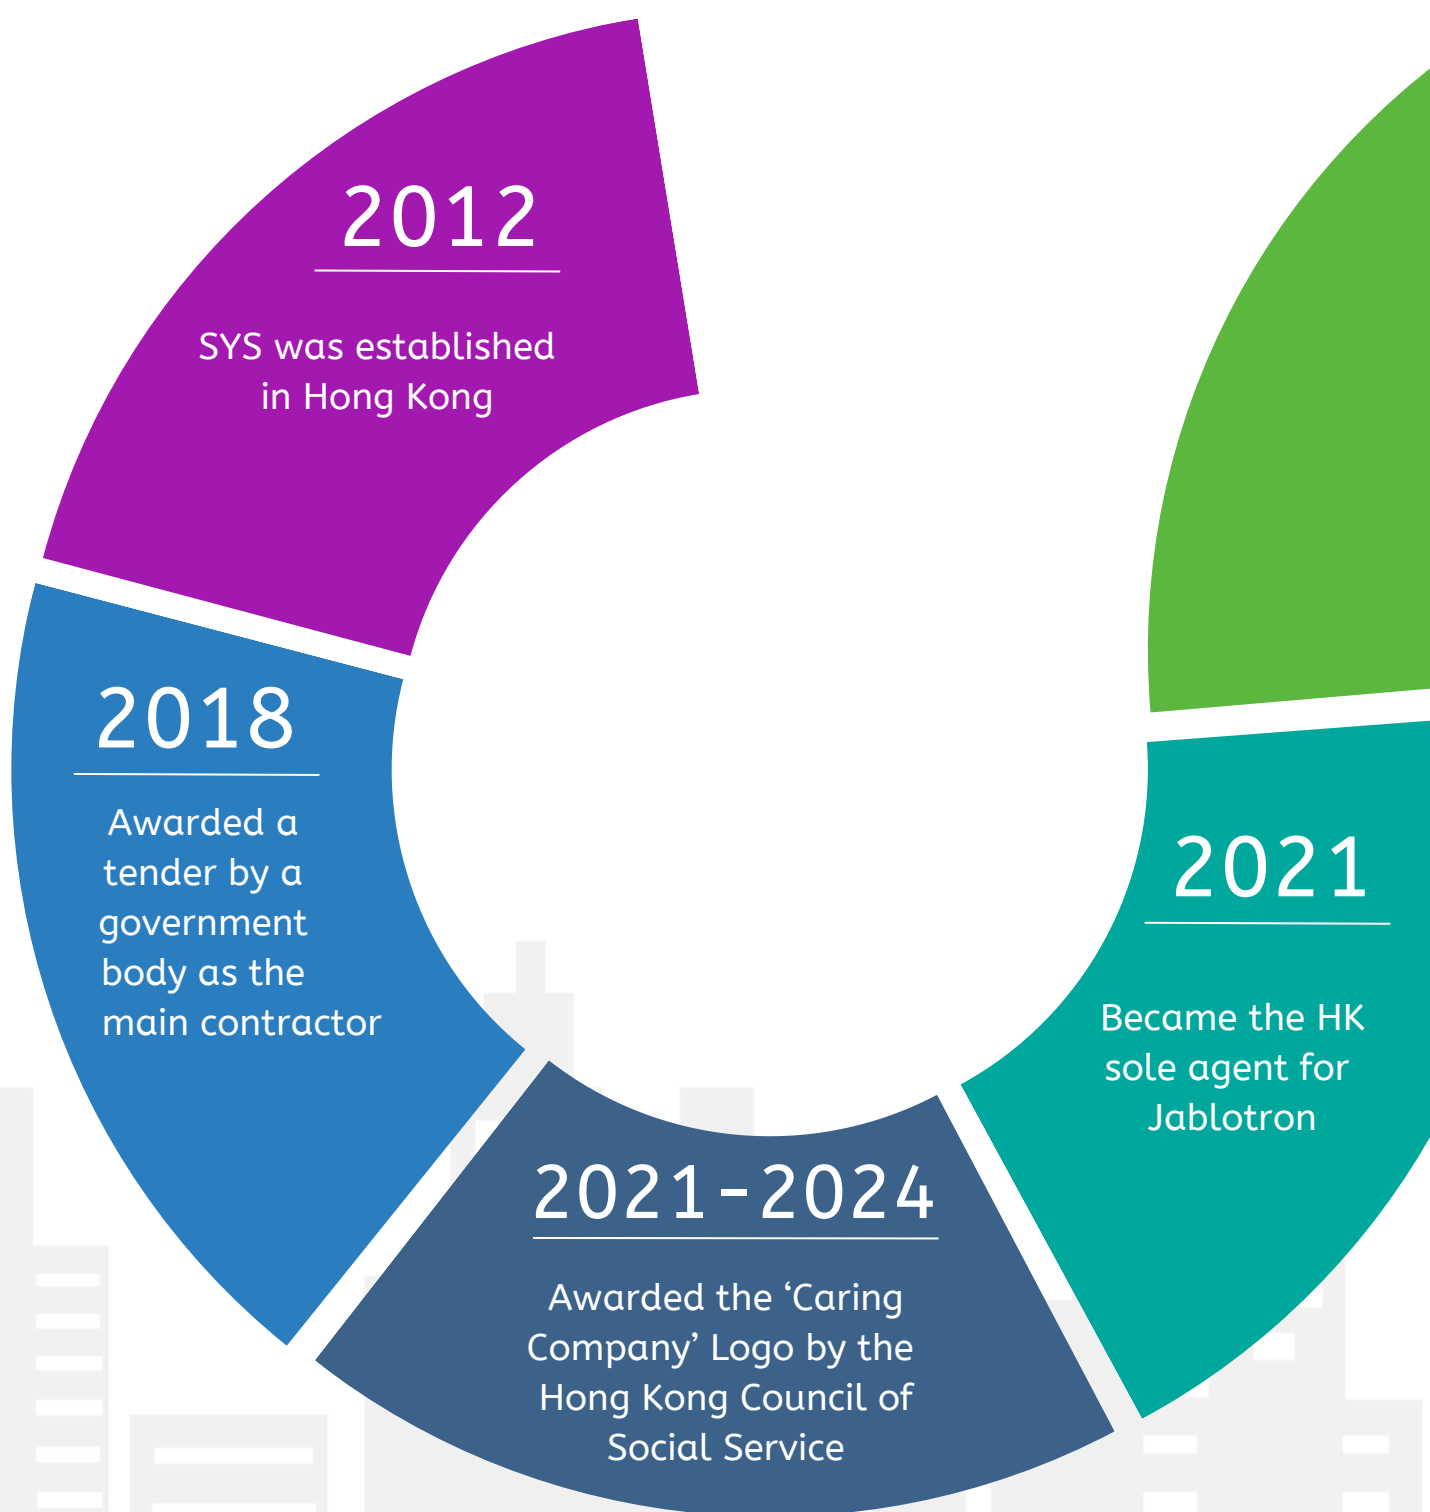 2012
SYS was established
in Hong Kong
2018
Awarded a
tender by a
government
body as the
main contractor
2021-2024
Awarded the ‘Caring
Company’ Logo by the
Hong Kong Council of
Social Service
2021
Became the HK
sole agent for
Jablotron